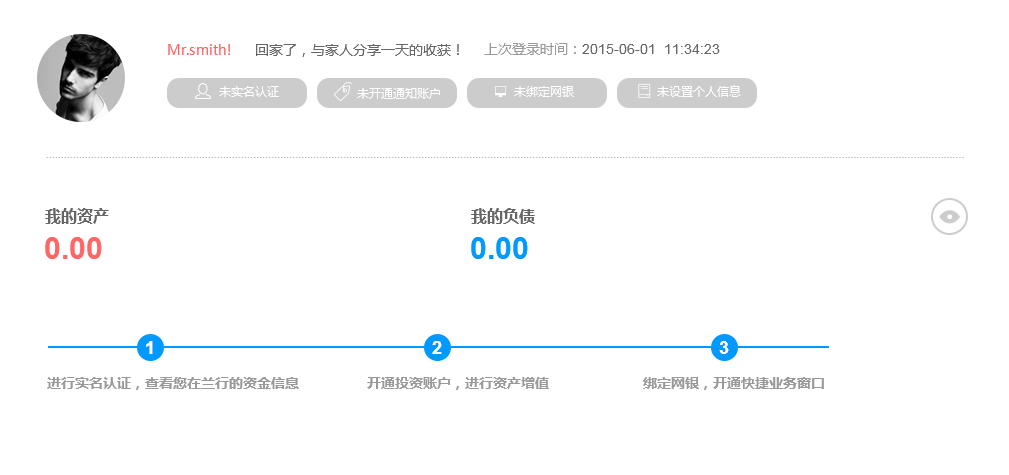 Mr.smith! 回家了，与家人分享一天的收获！ 上次登录时间：2015-06-01 11:34:23
未实名认证 未开通通知账户 未绑定网银 未设置个人信息
我的资产 我的负债
0.00 0.00
1 2 3
进行实名认证，查看您在兰行的资金信息 开通投资账户，进行资产增值 绑定网银，开通快捷业务窗口